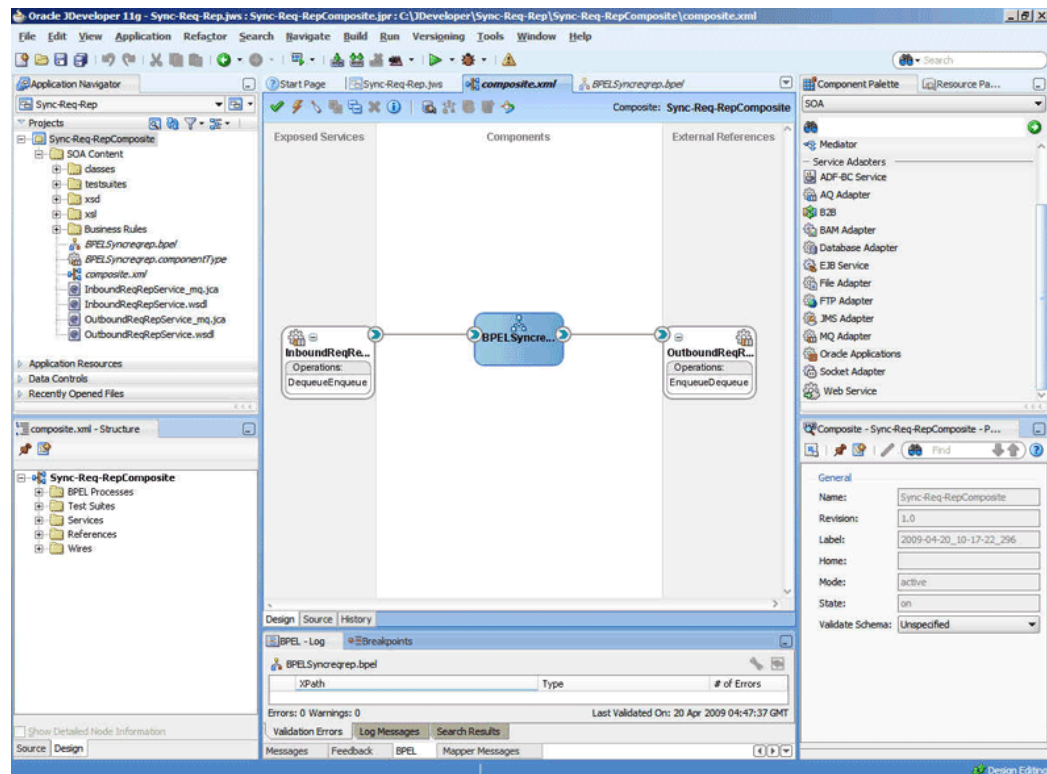 Oracle JDeveloper 11g - Sync-Req-Rep.jws : Sync-Req-RepComposite.jpr : C:\JDeveloper\Sync-Req-Rep\Sync-Req-RepComposite\composite.xml
File Edit View Application Refactor Search Navigate Build Run Versioning Tools Window Help
Search
Application Navigator
Sync-Req-Rep
Projects
Sync-Req-RepComposite
SOA Content
classes
testsuites
xsd
xsl
Business Rules
BPELSyncreqrep.bpel
BPELSyncreqrep.componentType
composite.xml
InboundReqRepService_mq.jca
InboundReqRepService.wsdl
OutboundReqRepService_mq.jca
OutboundReqRepService.wsdl
Application Resources
Data Controls
Recently Opened Files
composite.xml - Structure
Sync-Req-RepComposite
BPEL Processes
Test Suites
Services
References
Wires
Show Detailed Node Information
Source Design
Start Page Sync-Req-Rep.jws composite.xml BPELSyncreqrep.bpel
Composite: Sync-Req-RepComposite
Exposed Services Components External References
InboundReqRe...
Operations:
DequeueEnqueue
BPELSyncre...
OutboundReqR...
Operations:
EnqueueDequeue
Design Source History
BPEL - Log Breakpoints
BPELSyncreqrep.bpel
XPath Type # of Errors
Errors: 0 Warnings: 0 Last Validated On: 20 Apr 2009 04:47:37 GMT
Validation Errors Log Messages Search Results
Messages Feedback BPEL Mapper Messages
Component Palette Resource Pa...
SOA
Mediator
Service Adapters
ADF-BC Service
AQ Adapter
B2B
BAM Adapter
Database Adapter
EJB Service
File Adapter
FTP Adapter
JMS Adapter
MQ Adapter
Oracle Applications
Socket Adapter
Web Service
Composite - Sync-Req-RepComposite - P...
Find
General
Name: Sync-Req-RepComposite
Revision: 1.0
Label: 2009-04-20_10-17-22_296
Home:
Mode: active
State: on
Validate Schema: Unspecified
Design Editing